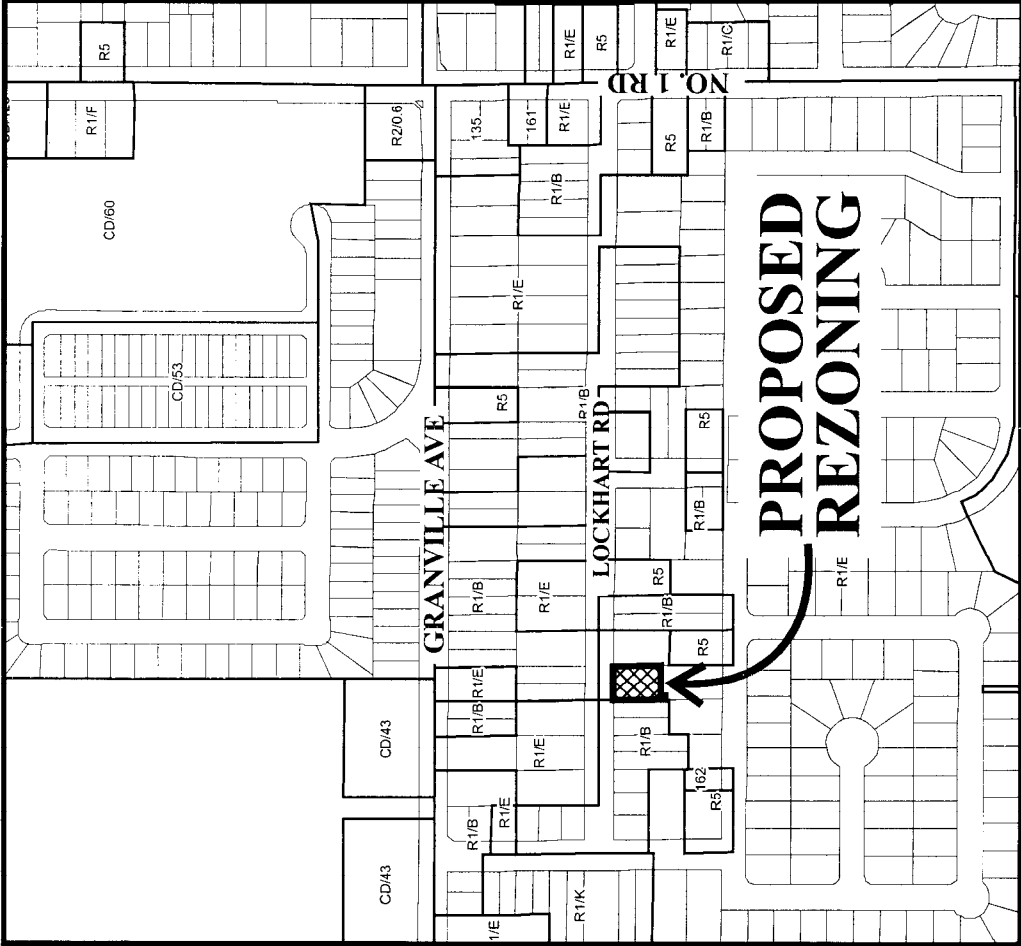 R5
R1/E
R5
R1/E
R1/C
NO. 1 RD
R1/F
R2/0.6
135
161
R1/E
R5
R1/B
CD/60
R1/B
R1/E
CD/53
PROPOSED
REZONING
GRANVILLE AVE
R5
R1/B
LOCKHART RD
R5
R1/B
R1/B
R1/E
R5
R1/B
R1/E
R5
R1/E
R1/B
CD/43
R1/E
R1/B
162
R5
R1/B
R1/E
CD/43
R1/K
1/E